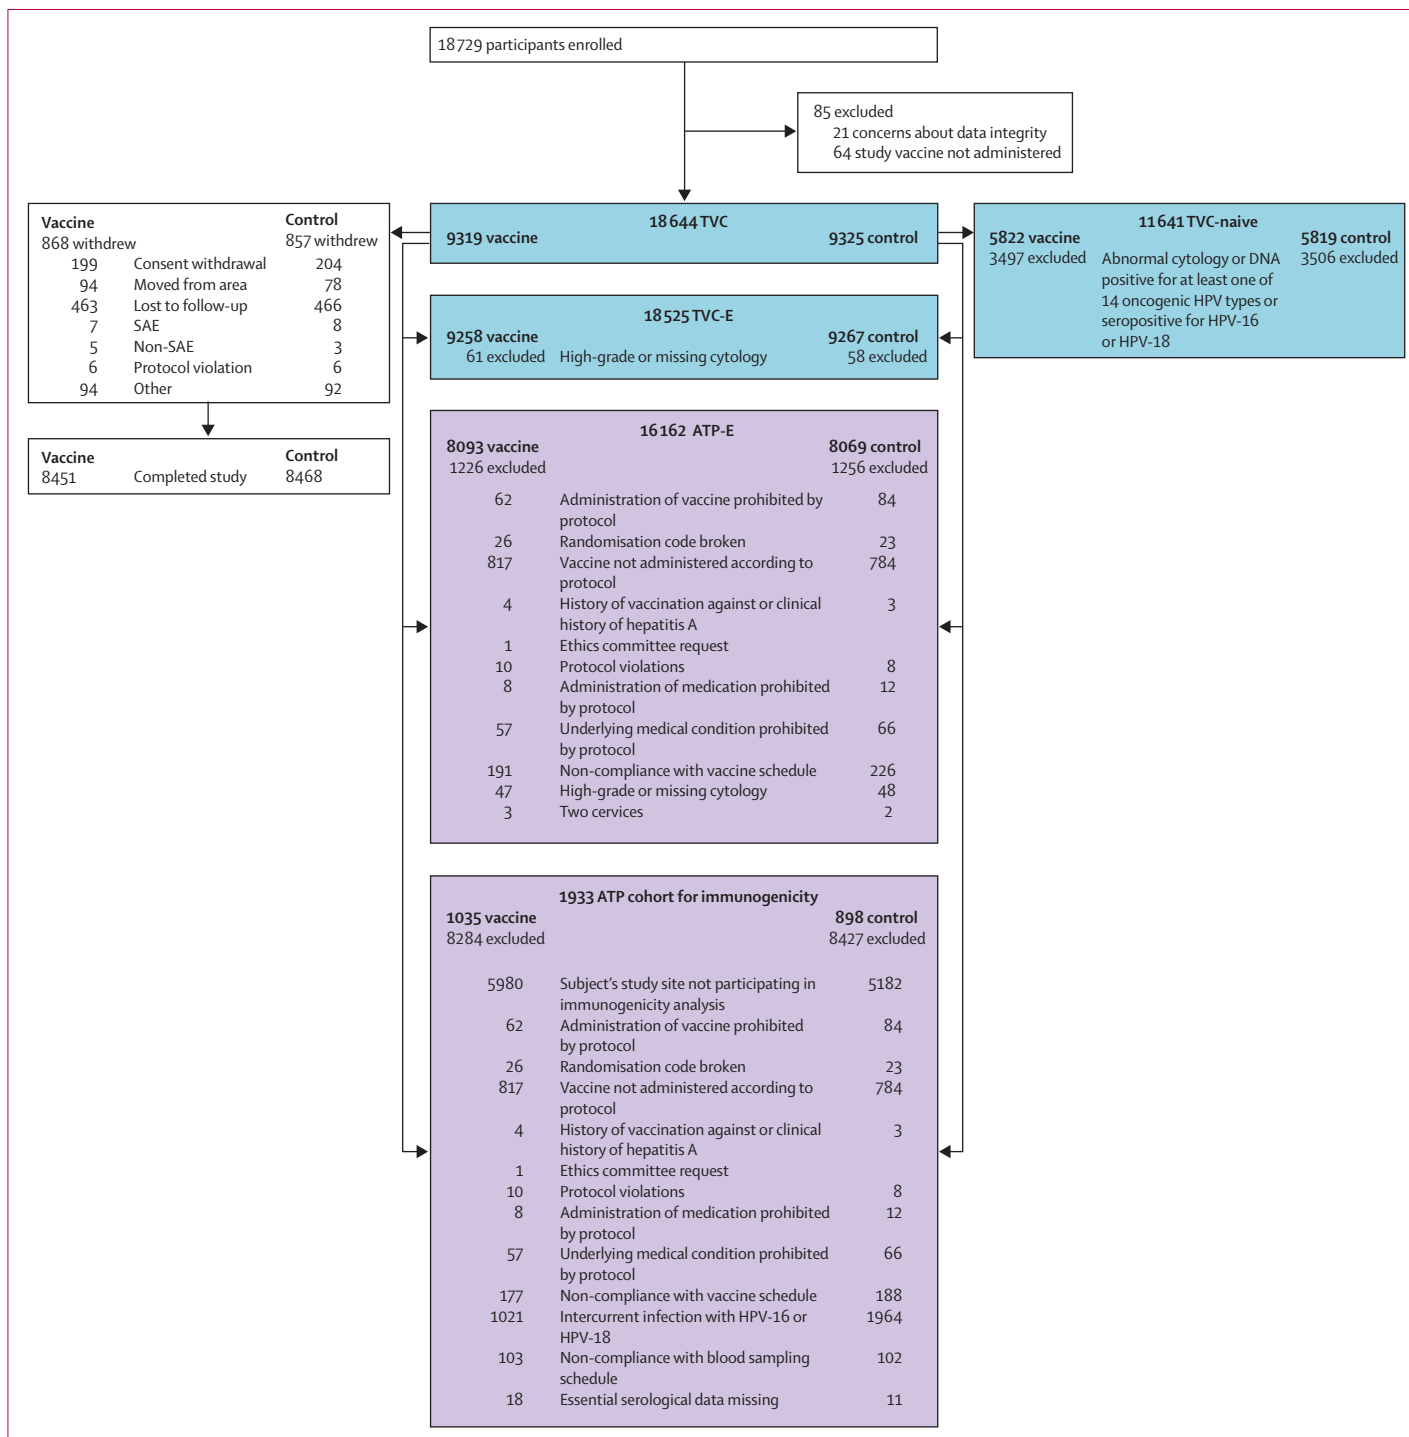 18 729 participants enrolled
85 excluded
21 concerns about data integrity
64 study vaccine not administered
Vaccine Control
868 withdrew 857 withdrew
199 Consent withdrawal 204
94 Moved from area 78
463 Lost to follow-up 466
7 SAE 8
5 Non-SAE 3
6 Protocol violation 6
94 Other 92
Vaccine Control
8451 Completed study 8468
18 644 TVC
9319 vaccine 9325 control
11 641 TVC-naive
5822 vaccine 5819 control
3497 excluded Abnormal cytology or DNA 3506 excluded
positive for at least one of
14 oncogenic HPV types or
seropositive for HPV-16
or HPV-18
18 525 TVC-E
9258 vaccine 9267 control
61 excluded High-grade or missing cytology 58 excluded
16 162 ATP-E
8093 vaccine 8069 control
1226 excluded 1256 excluded
62 Administration of vaccine prohibited by 84
protocol
26 Randomisation code broken 23
817 Vaccine not administered according to 784
protocol
4 History of vaccination against or clinical 3
history of hepatitis A
1 Ethics committee request
10 Protocol violations 8
8 Administration of medication prohibited 12
by protocol
57 Underlying medical condition prohibited 66
by protocol
191 Non-compliance with vaccine schedule 226
47 High-grade or missing cytology 48
3 Two cervices 2
1933 ATP cohort for immunogenicity
1035 vaccine 898 control
8284 excluded 8427 excluded
5980 Subject's study site not participating in 5182
immunogenicity analysis
62 Administration of vaccine prohibited 84
by protocol
26 Randomisation code broken 23
817 Vaccine not administered according to 784
protocol
4 History of vaccination against or clinical 3
history of hepatitis A
1 Ethics committee request
10 Protocol violations 8
8 Administration of medication prohibited 12
by protocol
57 Underlying medical condition prohibited 66
by protocol
177 Non-compliance with vaccine schedule 188
1021 Intercurrent infection with HPV-16 or 1964
HPV-18
103 Non-compliance with blood sampling 102
schedule
18 Essential serological data missing 11